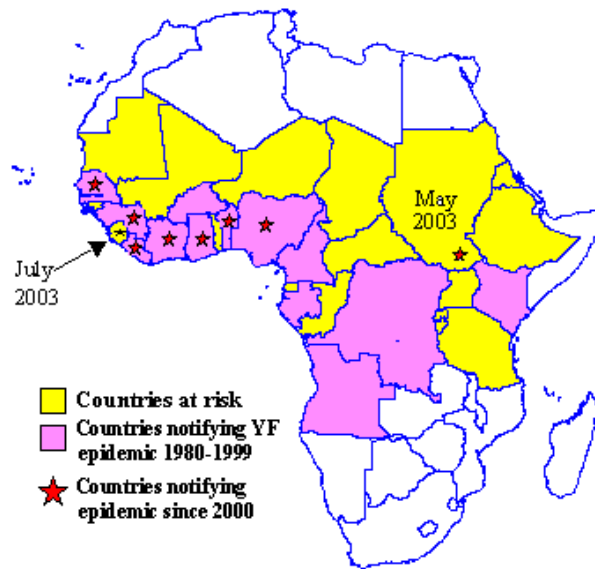 May
2003
July
2003
Countries at risk
Countries notifying YF
epidemic 1980-1999
Countries notifying
epidemic since 2000